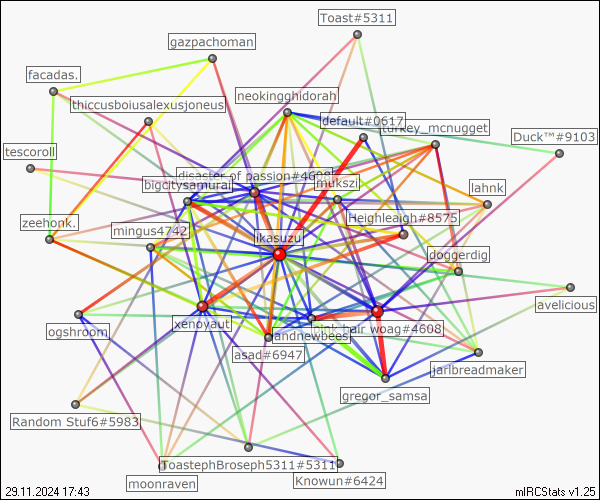 Toast#5311
gazpachoman
facadas.
neokingghidorah
thiccusboiusalexusjoneus
default#0617
turkey_mcnugget
Duck™#9103
tescoroll
disaster of passion#4608
bigcitysamurai
mukszi
lahnk
Heighleaigh#8575
zeehonk.
mingus4742
likasuzu
doggerdig
avelicious
xenoyaut
ogshroom
hair woag#4608
andnewbees
asad#6947
jarlbreadmaker
gregor_samsa
Random Stuf6#5983
ToastephBroseph5311#5311
Knowun#6424
moonraven
29.11.2024 17:43
mIRCStats v1.25